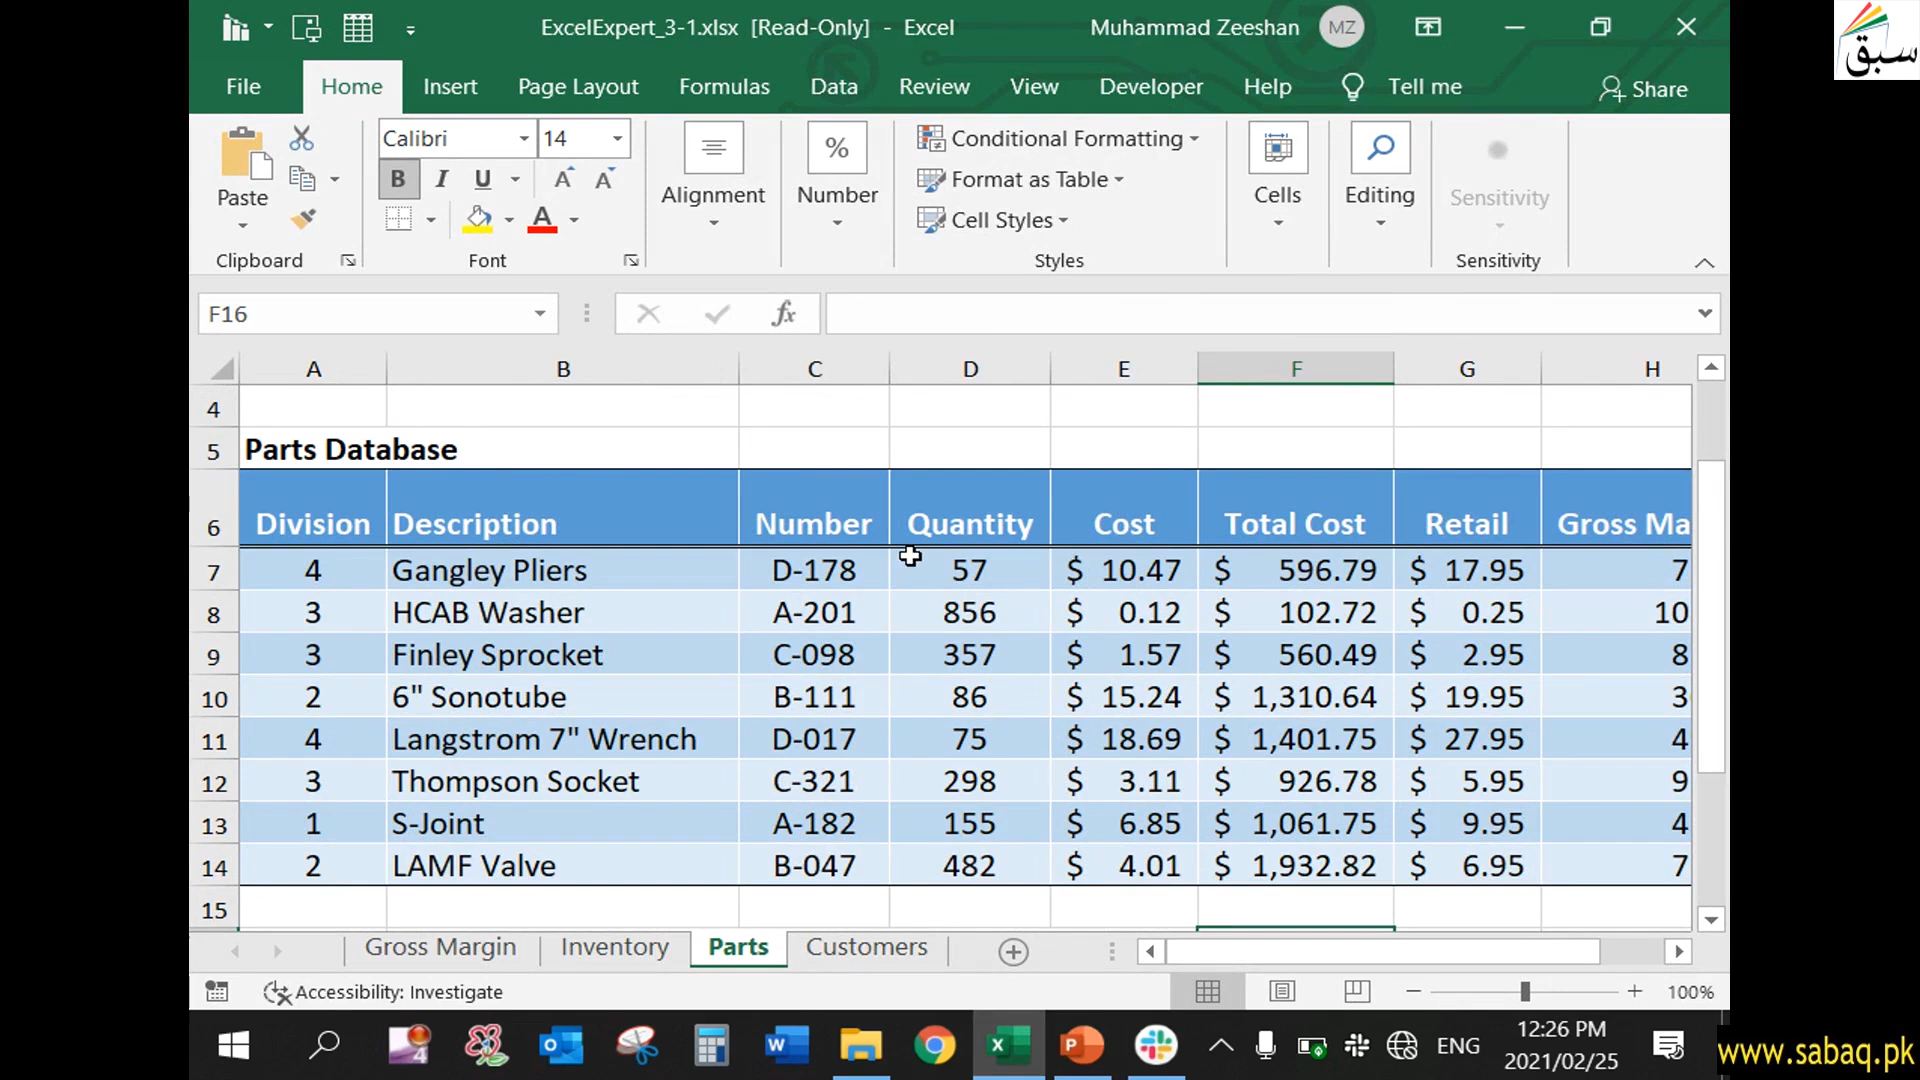 ExcelExpert_3-1.xlsx [Read-Only] - Excel
Muhammad Zeeshan MZ
سبق
File Home Insert Page Layout Formulas Data Review View Developer Help Tell me Share
Paste
Clipboard
Calibri 14
B I U A A
A
Font
Alignment
%
Number
Conditional Formatting
Format as Table
Cell Styles
Styles
Cells
Editing
Sensitivity
Sensitivity
F16 fx
A B C D E F G H
4
5 Parts Database
6 Division Description Number Quantity Cost Total Cost Retail Gross Ma
7 4 Gangley Pliers D-178 57 $ 10.47 $ 596.79 $ 17.95 7
8 3 HCAB Washer A-201 856 $ 0.12 $ 102.72 $ 0.25 10
9 3 Finley Sprocket C-098 357 $ 1.57 $ 560.49 $ 2.95 8
10 2 6" Sonotube B-111 86 $ 15.24 $ 1,310.64 $ 19.95 3
11 4 Langstrom 7" Wrench D-017 75 $ 18.69 $ 1,401.75 $ 27.95 4
12 3 Thompson Socket C-321 298 $ 3.11 $ 926.78 $ 5.95 9
13 1 S-Joint A-182 155 $ 6.85 $ 1,061.75 $ 9.95 4
14 2 LAMF Valve B-047 482 $ 4.01 $ 1,932.82 $ 6.95 7
15
Gross Margin Inventory Parts Customers
Accessibility: Investigate 100%
ENG 12:26 PM
2021/02/25
www.sabaq.pk